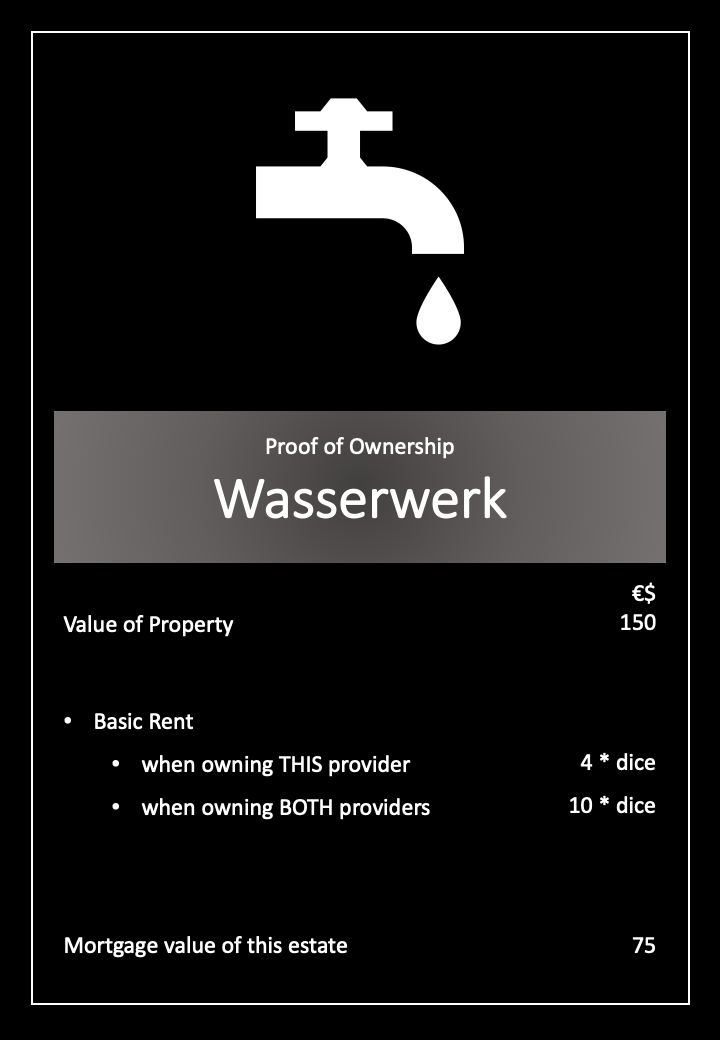 Proof of Ownership
Wasserwerk
€$
Value of Property 150
• Basic Rent
• when owning THIS provider 4 * dice
• when owning BOTH providers 10 * dice
Mortgage value of this estate 75